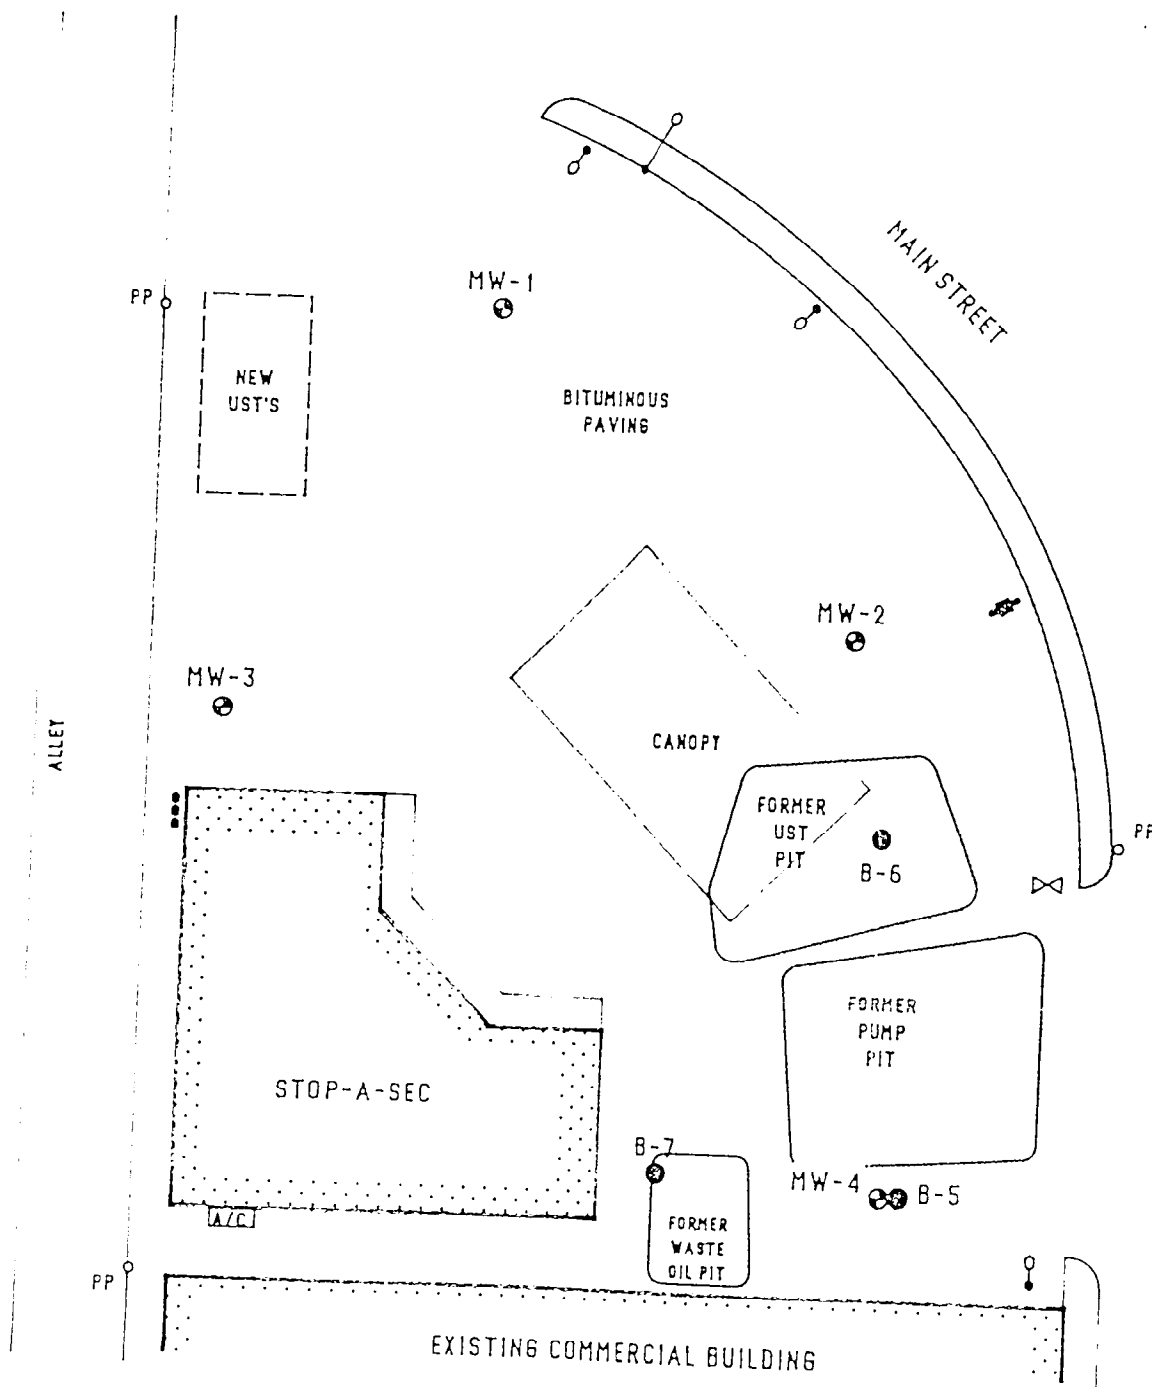 MAIN STREET
MW-1
PP
NEW
UST'S
BITUMINOUS
PAVING
MW-2
MW-3
ALLEY
CANOPY
FORMER
UST
PIT
B-6
PP
FORMER
PUMP
PIT
STOP-A-SEC
B-7
MW-4
B-5
A/C
FORMER
WASTE
OIL PIT
PP
EXISTING COMMERCIAL BUILDING